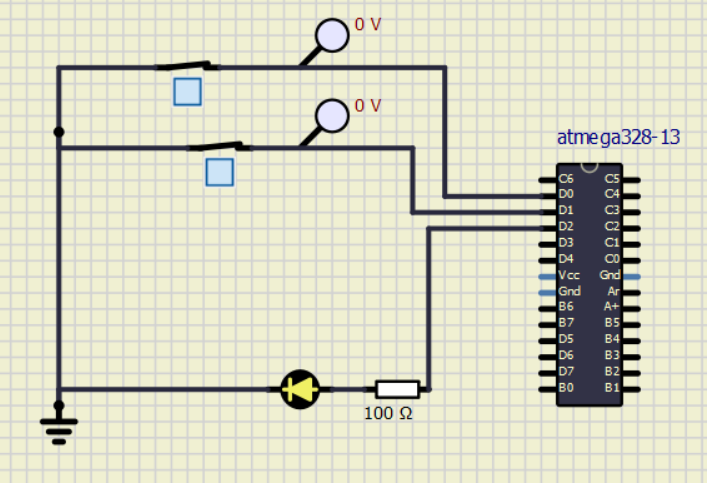 0 V
0 V
atmega328-13
C6 C5
D0 C4
D1 C3
D2 C2
D3 C1
D4 C0
Vcc Gnd
Gnd Ar
B6 A+
B7 B5
D5 B4
D6 B3
D7 B2
B0 B1
100 Ω